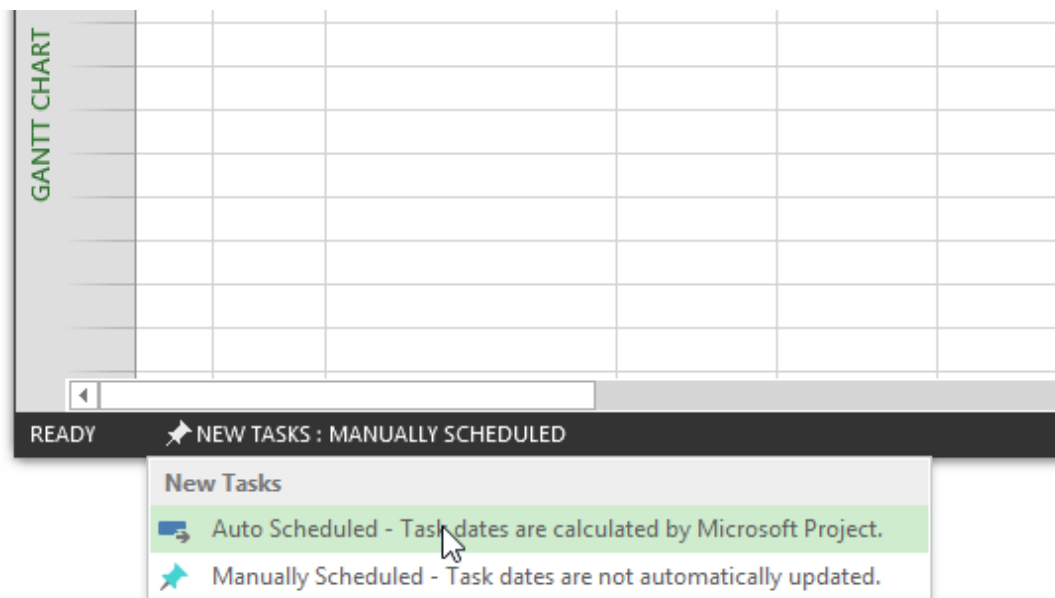 GANTT CHART
READY
NEW TASKS : MANUALLY SCHEDULED
New Tasks
Auto Scheduled - Task dates are calculated by Microsoft Project.
Manually Scheduled - Task dates are not automatically updated.